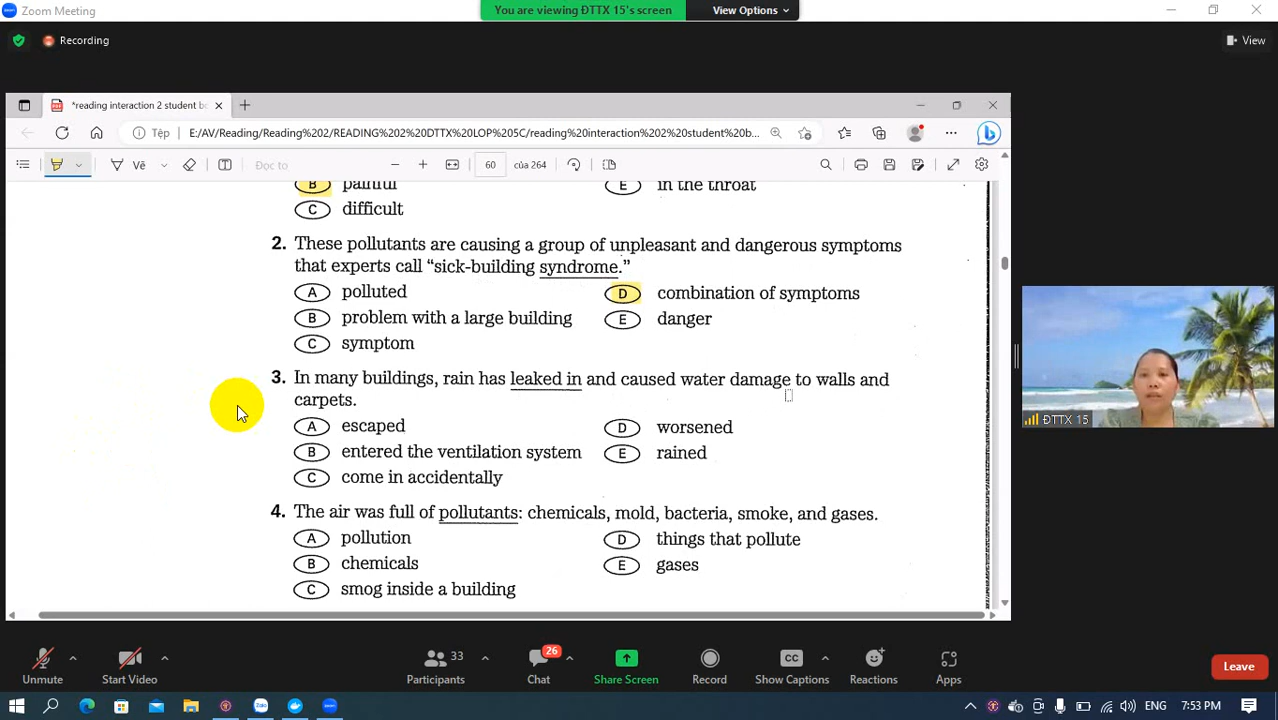 Zoom Meeting
You are viewing ĐTTX 15's screen
View Options
Recording
View
*reading interaction 2 student bo
Tệp
E:/AV/Reading/Reading%202/READING%202%20DTTX%20LOP%205C/reading%20interaction%202%20student%20b...
Vẽ
Đọc to
60
của 264
B painful
E in the throat
C difficult
2. These pollutants are causing a group of unpleasant and dangerous symptoms
that experts call “sick-building syndrome.”
A polluted
D combination of symptoms
B problem with a large building
E danger
C symptom
3. In many buildings, rain has leaked in and caused water damage to walls and
carpets.
A escaped
D worsened
B entered the ventilation system
E rained
C come in accidentally
4. The air was full of pollutants: chemicals, mold, bacteria, smoke, and gases.
A pollution
D things that pollute
B chemicals
E gases
C smog inside a building
ĐTTX 15
33
26
CC
Unmute
Start Video
Participants
Chat
Share Screen
Record
Show Captions
Reactions
Apps
Leave
Zalo
ENG
7:53 PM